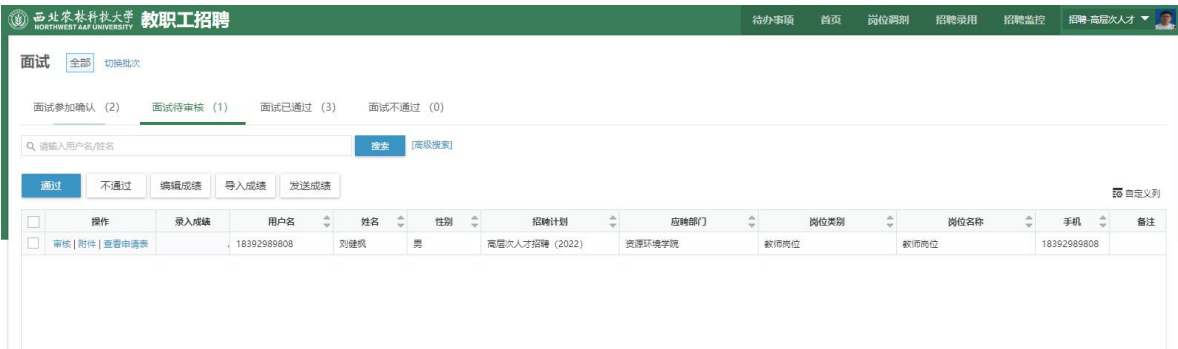 西北农林科技大学 教职工招聘 待办事项 首页 岗位调剂 招聘录用 招聘监控 招聘-高层次人才
NORTHWEST A&F UNIVERSITY
面试 全部 切换批次
面试参加确认 (2) 面试待审核 (1) 面试已通过 (3) 面试不通过 (0)
请输入用户名/姓名 搜索 [高级搜索]
通过 不通过 编辑成绩 导入成绩 发送成绩 自定义列
操作 录入成绩 用户名 姓名 性别 招聘计划 应聘部门 岗位类别 岗位名称 手机 备注
审核 | 附件 | 查看申请表 . 18392989808 刘健枫 男 高层次人才招聘 (2022) 资源环境学院 教师岗位 教师岗位 18392989808